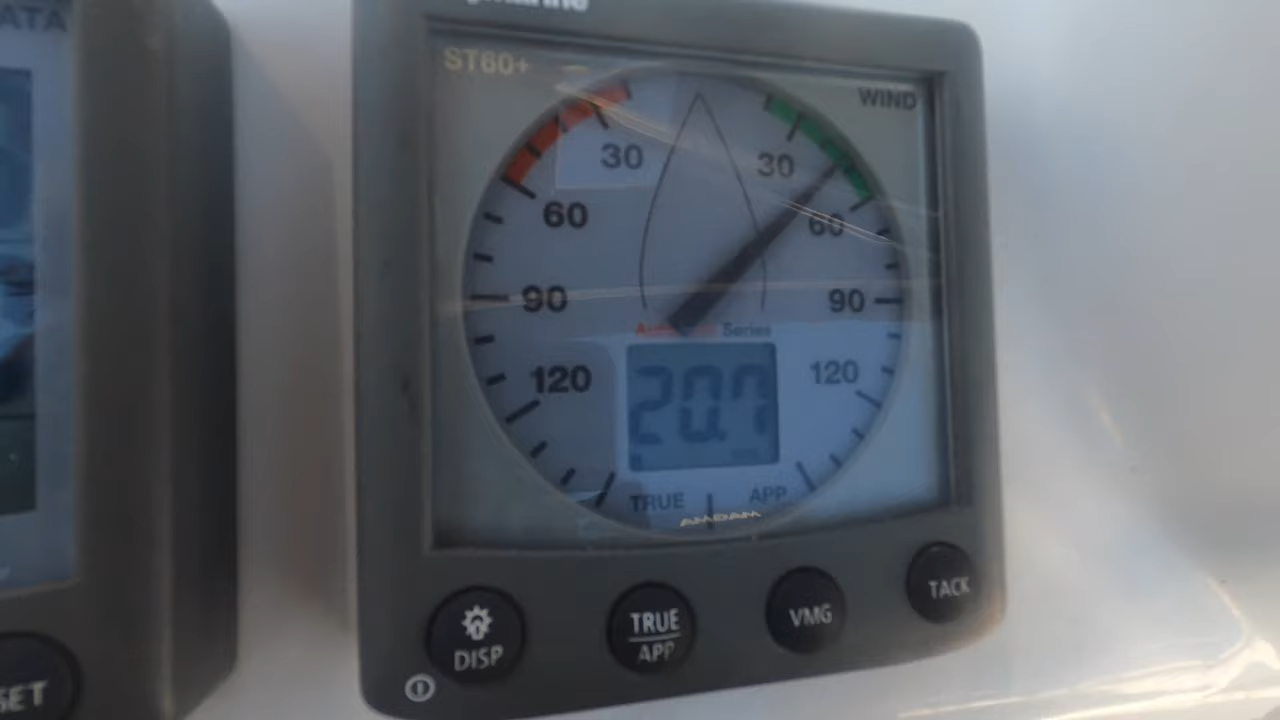 ATA
ST60+
WIND
30
30
60
60
90
90
Series
120
120
20.7
TRUE
APP
TRUE
APP
VMG
TACK
DISP
SET